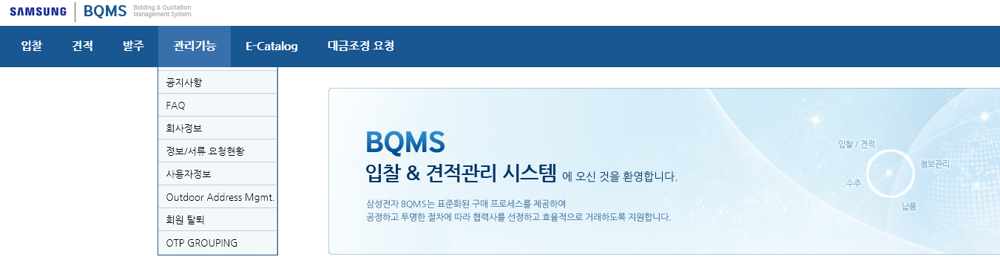 SAMSUNG BQMS Bidding & Quotation
Management System
입찰 견적 발주 관리기능 E-Catalog 대금조정 요청
공지사항
FAQ
회사정보
정보/서류 요청현황
사용자정보
Outdoor Address Mgmt.
회원 탈퇴
OTP GROUPING
BQMS
입찰 & 견적관리 시스템 에 오신 것을 환영합니다.
삼성전자 BQMS는 표준화된 구매 프로세스를 제공하여
공정하고 투명한 절차에 따라 협력사를 선정하고 효율적으로 거래하도록 지원합니다.
입찰 / 견적
정보관리
수주
납품